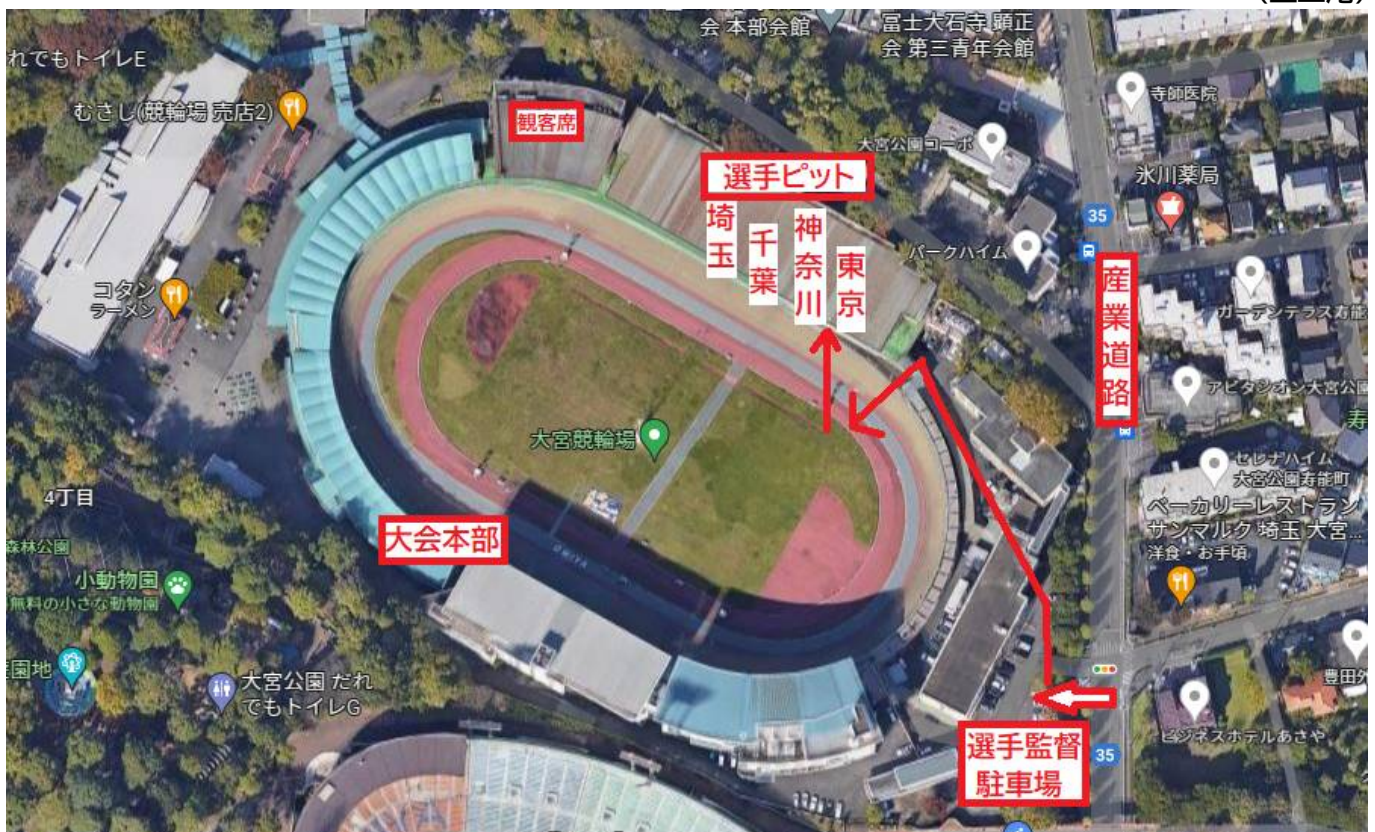 会 本部会館
冨士大石寺 顕正
会 第三青年会館
れでもトイレE
むさし(競輪場 売店2)
観客席
寺師医院
大宮公園コーポ
選手ピット
氷川薬局
埼玉
千葉
神奈川
東京
35
パークハイム
産業道路
コタン
ラーメン
ガーデンテラス寿能
アビタシオン大宮公園
寿
大宮競輪場
セレナハイム
大宮公園寿能町
4丁目
ベーカリーレストラン
サンマルク 埼玉 大宮...
洋食・お手頃
大会本部
森林公園
小動物園
無料の小さな動物園
園地
大宮公園 だれ
でもトイレG
豊田外
ビジネスホテルあさや
選手監督
駐車場
35